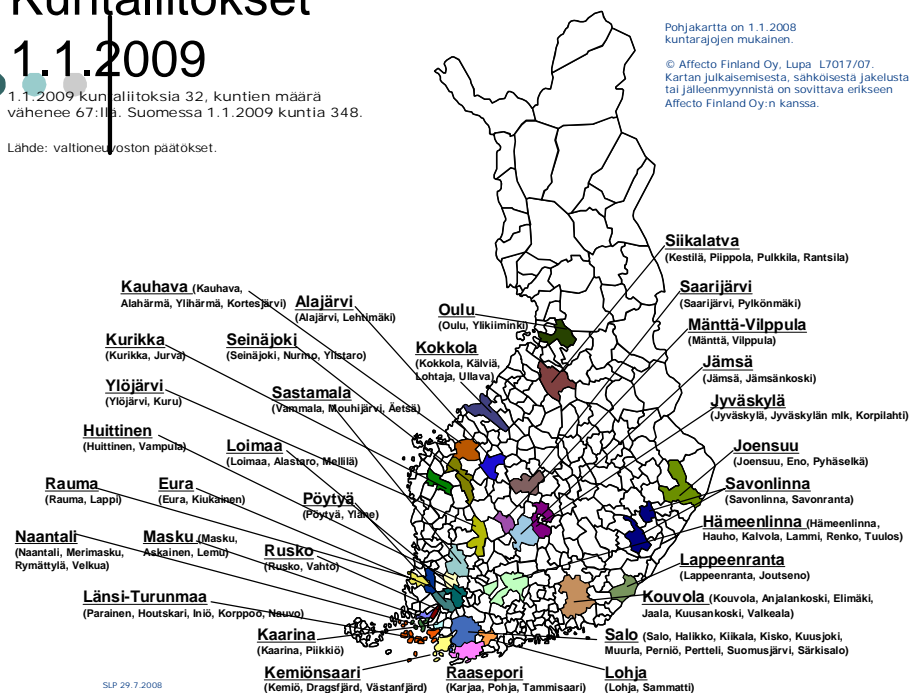 Kuntaliitokset
1.1.2009
1.1.2009 kuntaliitoksia 32, kuntien määrä
vähenee 67:llä. Suomessa 1.1.2009 kuntia 348.
Lähde: valtioneuvoston päätökset.
Pohjakartta on 1.1.2008
kuntarajojen mukainen.
© Affecto Finland Oy, Lupa L7017/07.
Kartan julkaisemisesta, sähköisestä jakelusta
tai jälleenmyynnistä on sovittava erikseen
Affecto Finland Oy:n kanssa.
Siikalatva
(Kestilä, Piippola, Pulkkila, Rantsila)
Kauhava (Kauhava,
Alahärmä, Ylihärmä, Kortesjärvi)
Alajärvi
(Alajärvi, Lehtimäki)
Oulu
(Oulu, Ylikiiminki)
Saarijärvi
(Saarijärvi, Pylkönmäki)
Mänttä-Vilppula
(Mänttä, Vilppula)
Kurikka
(Kurikka, Jurva)
Seinäjoki
(Seinäjoki, Nurmo, Ylistaro)
Kokkola
(Kokkola, Kälviä,
Lohtaja, Ullava)
Jämsä
(Jämsä, Jämsänkoski)
Ylöjärvi
(Ylöjärvi, Kuru)
Sastamala
(Vammala, Mouhijärvi, Äetsä)
Jyväskylä
(Jyväskylä, Jyväskylän mlk, Korpilahti)
Huittinen
(Huittinen, Vampula)
Loimaa
(Loimaa, Alastaro, Mellilä)
Joensuu
(Joensuu, Eno, Pyhäselkä)
Rauma
(Rauma, Lappi)
Eura
(Eura, Kiukainen)
Pöytyä
(Pöytyä, Yläne)
Savonlinna
(Savonlinna, Savonranta)
Hämeenlinna (Hämeenlinna,
Hauho, Kalvola, Lammi, Renko, Tuulos)
Naantali
(Naantali, Merimasku,
Rymättylä, Velkua)
Masku (Masku,
Askainen, Lemu)
Rusko
(Rusko, Vahto)
Lappeenranta
(Lappeenranta, Joutseno)
Länsi-Turunmaa
(Parainen, Houtskari, Iniö, Korppoo, Nauvo)
Kouvola (Kouvola, Anjalankoski, Elimäki,
Jaala, Kuusankoski, Valkeala)
Kaarina
(Kaarina, Piikkiö)
Salo (Salo, Halikko, Kiikala, Kisko, Kuusjoki,
Muurla, Perniö, Pertteli, Suomusjärvi, Särkisalo)
Kemiönsaari
(Kemiö, Dragsfjärd, Västanfjärd)
Raasepori
(Karjaa, Pohja, Tammisaari)
Lohja
(Lohja, Sammatti)
SLP 29.7.2008